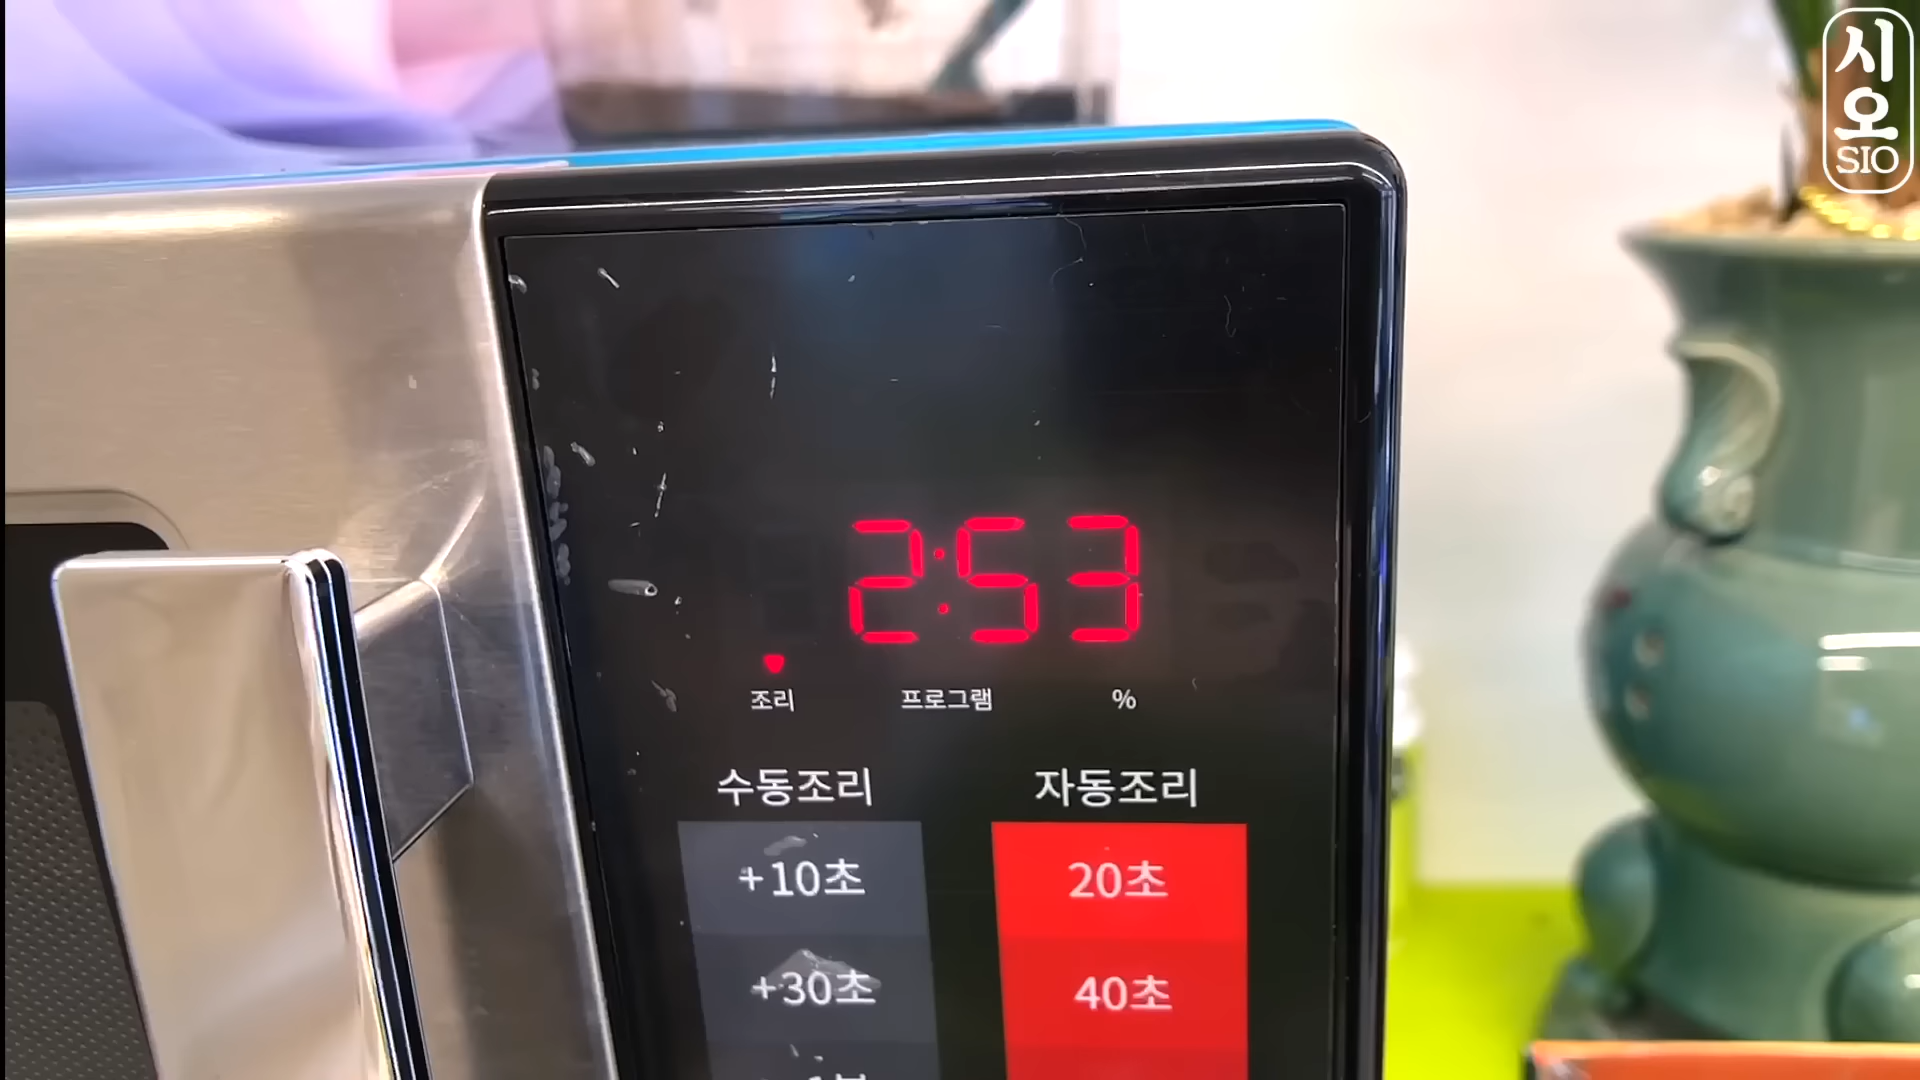 시오
SIO
2:53
조리 프로그램 %
수동조리 자동조리
+10초 20초
+30초 40초